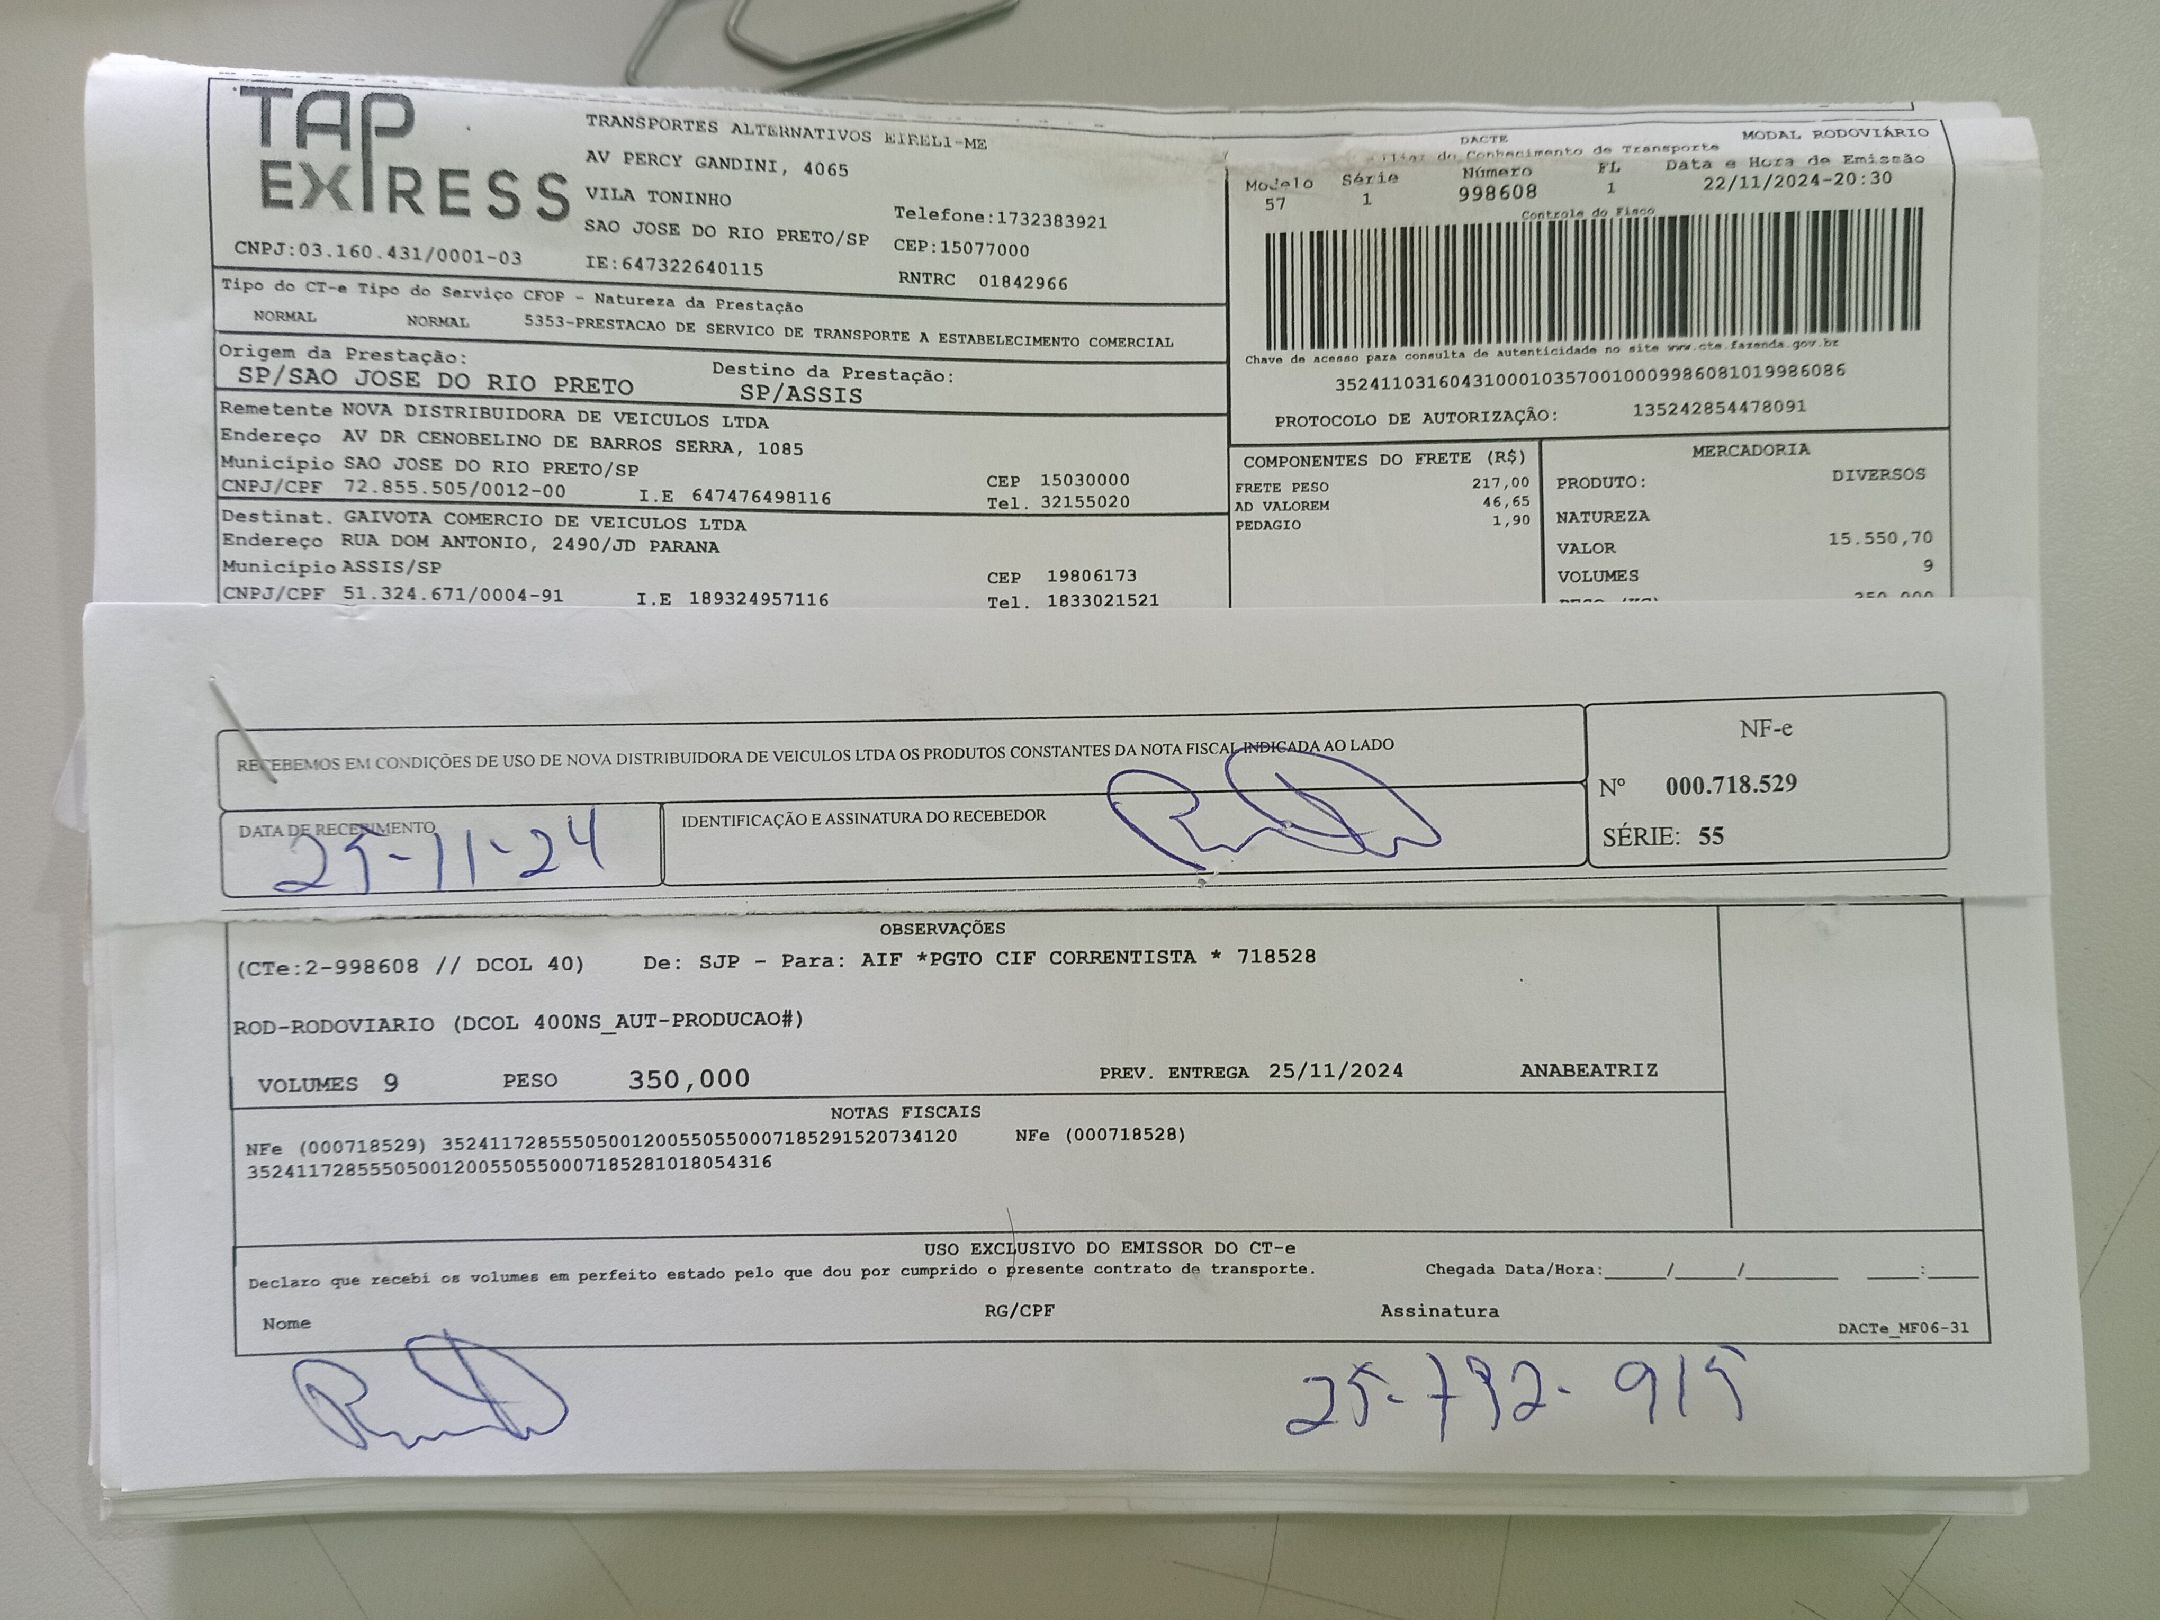 TAP EXPRESS
TRANSPORTES ALTERNATIVOS EIRELI-ME
AV PERCY GANDINI, 4065
VILA TONINHO
SAO JOSE DO RIO PRETO/SP
Telefone:1732383921
CEP:15077000
CNPJ:03.160.431/0001-03
IE:647322640115
RNTRC 01842966
DACTE
MODAL RODOVIÁRIO
do Conhecimento de Transporte
Modelo Série Número FL Data e Hora de Emissão
57 1 998608 1 22/11/2024-20:30
Controle do Fisco
Chave de acesso para consulta de autenticidade no site www.cte.fazenda.gov.br
35241103160431000103570010009986081019986086
PROTOCOLO DE AUTORIZAÇÃO: 135242854478091
Tipo do CT-e Tipo do Serviço CFOP - Natureza da Prestação
NORMAL NORMAL 5353-PRESTACAO DE SERVICO DE TRANSPORTE A ESTABELECIMENTO COMERCIAL
Origem da Prestação: Destino da Prestação:
SP/SAO JOSE DO RIO PRETO SP/ASSIS
Remetente NOVA DISTRIBUIDORA DE VEICULOS LTDA
Endereço AV DR CENOBELINO DE BARROS SERRA, 1085
Município SAO JOSE DO RIO PRETO/SP CEP 15030000
CNPJ/CPF 72.855.505/0012-00 I.E 647476498116 Tel. 32155020
Destinat. GAIVOTA COMERCIO DE VEICULOS LTDA
Endereço RUA DOM ANTONIO, 2490/JD PARANA
Município ASSIS/SP CEP 19806173
CNPJ/CPF 51.324.671/0004-91 I.E 189324957116 Tel. 1833021521
COMPONENTES DO FRETE (R$)
FRETE PESO 217,00
AD VALOREM 46,65
PEDAGIO 1,90
MERCADORIA
PRODUTO: DIVERSOS
NATUREZA
VALOR 15.550,70
VOLUMES 9
RECEBEMOS EM CONDIÇÕES DE USO DE NOVA DISTRIBUIDORA DE VEICULOS LTDA OS PRODUTOS CONSTANTES DA NOTA FISCAL INDICADA AO LADO
DATA DE RECEBIMENTO
25-11-24
IDENTIFICAÇÃO E ASSINATURA DO RECEBEDOR
NF-e
Nº 000.718.529
SÉRIE: 55
OBSERVAÇÕES
(CTe:2-998608 // DCOL 40) De: SJP - Para: AIF *PGTO CIF CORRENTISTA * 718528
ROD-RODOVIARIO (DCOL 400NS_AUT-PRODUCAO#)
VOLUMES 9 PESO 350,000 PREV. ENTREGA 25/11/2024 ANABEATRIZ
NOTAS FISCAIS
NFe (000718529) 35241172855505001200550550007185291520734120 NFe (000718528)
35241172855505001200550550007185281018054316
USO EXCLUSIVO DO EMISSOR DO CT-e
Declaro que recebi os volumes em perfeito estado pelo que dou por cumprido o presente contrato de transporte. Chegada Data/Hora:_____/_____/_______ ____:____
Nome RG/CPF Assinatura
DACTe_MF06-31
25-792-915